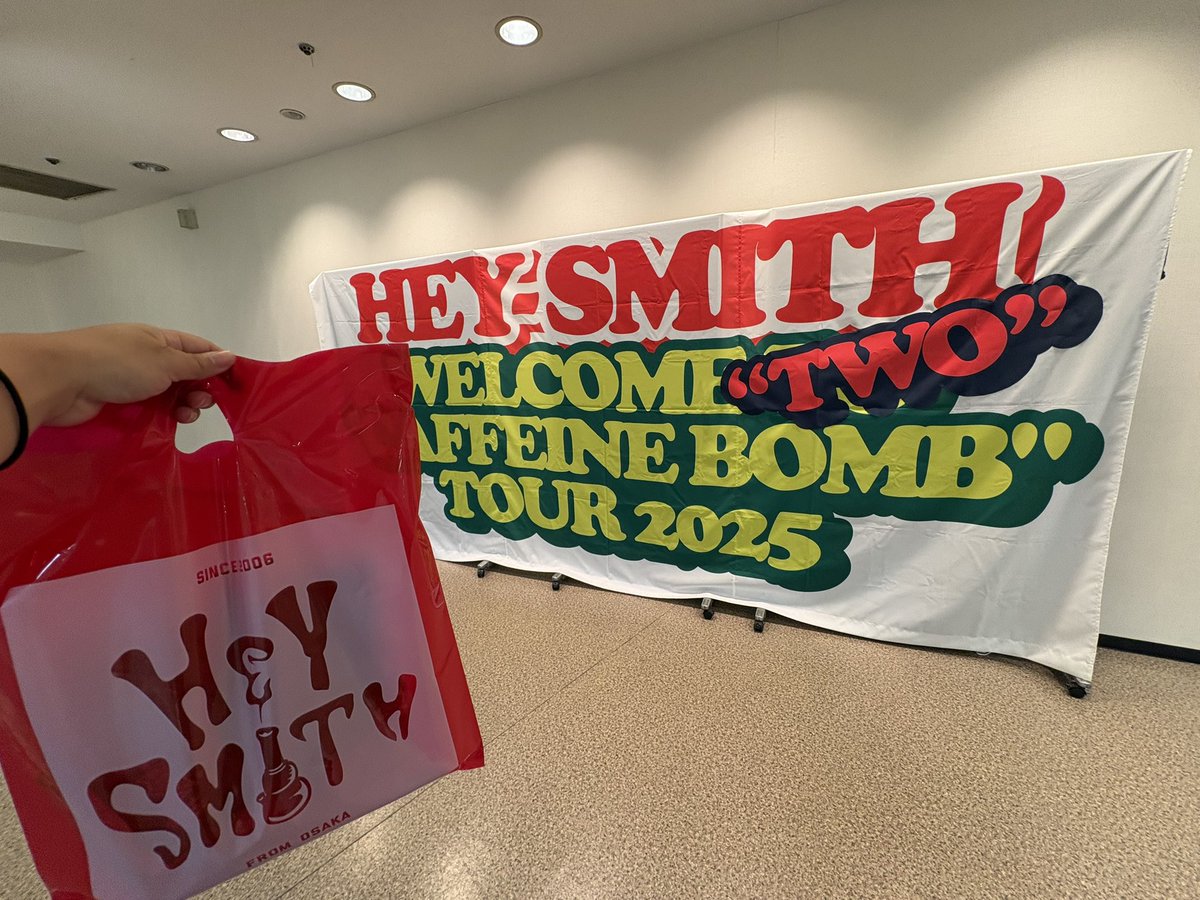 HEY-SMITH
WELCOME
“TWO”
AFFEINE BOMB”
TOUR 2025
SINCE 2006
HEY
SMITH
FROM OSAKA